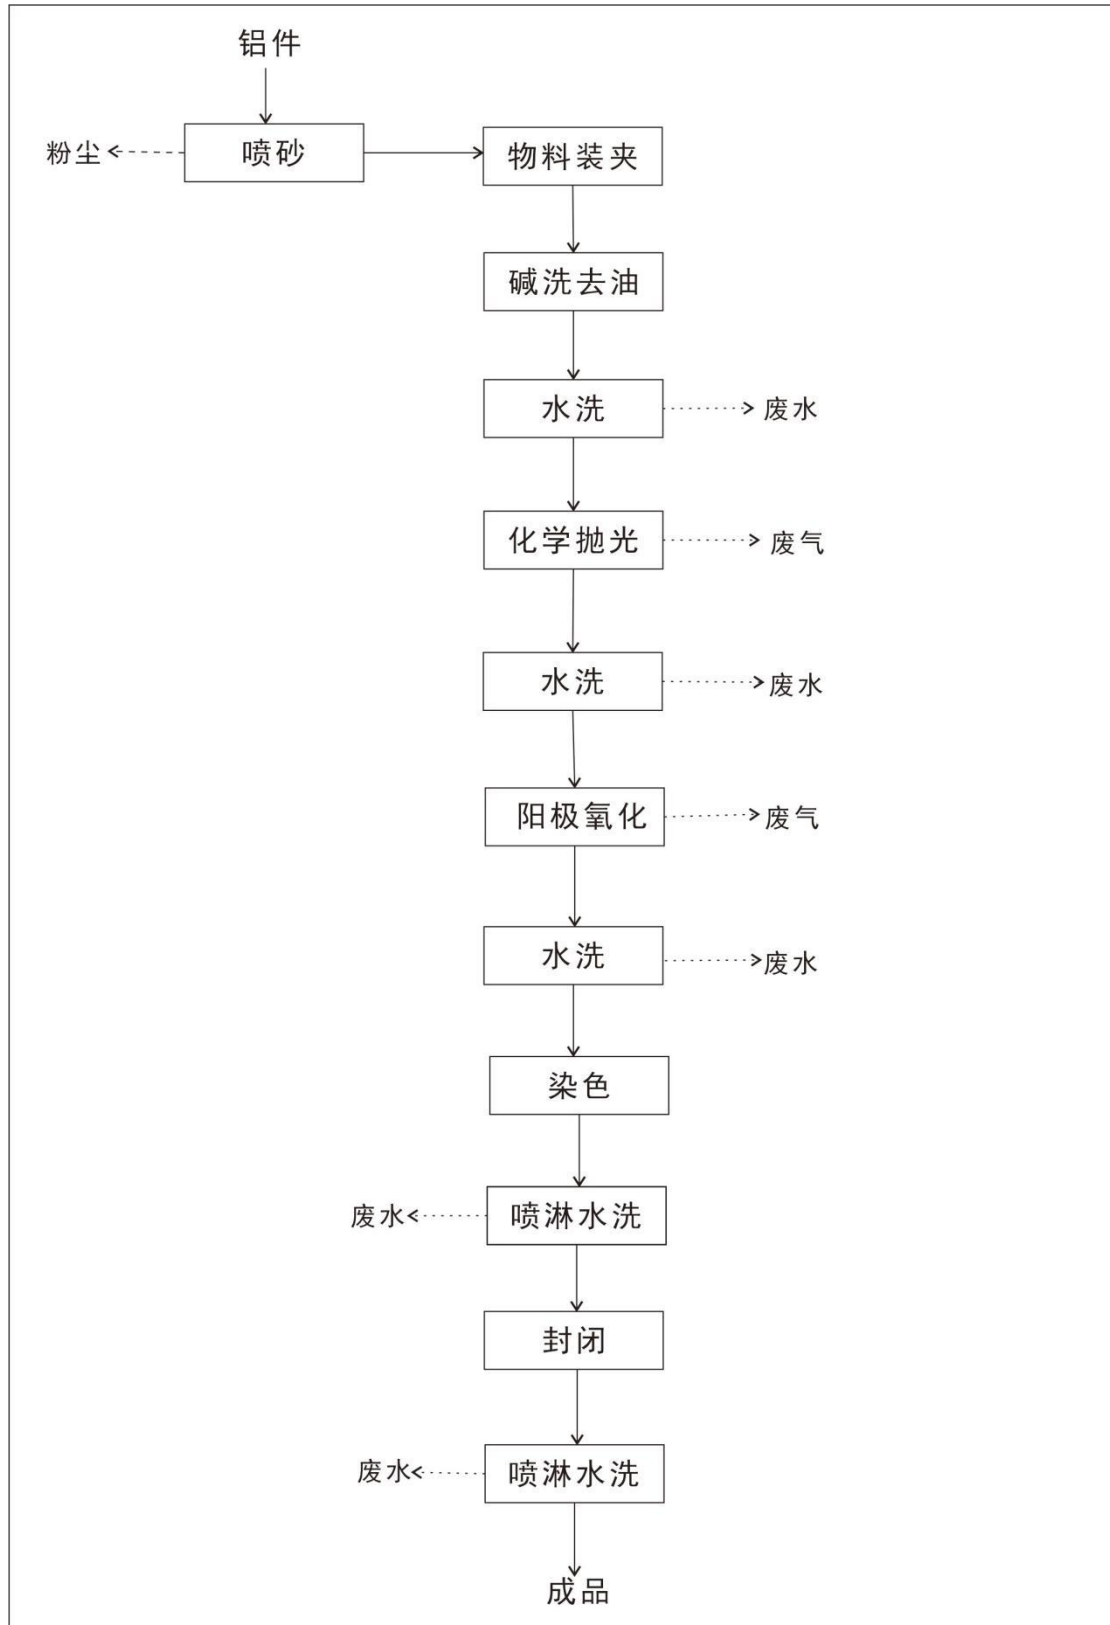 铝件
粉尘
喷砂
物料装夹
碱洗去油
水洗
废水
化学抛光
废气
水洗
废水
阳极氧化
废气
水洗
废水
染色
废水
喷淋水洗
封闭
废水
喷淋水洗
成品